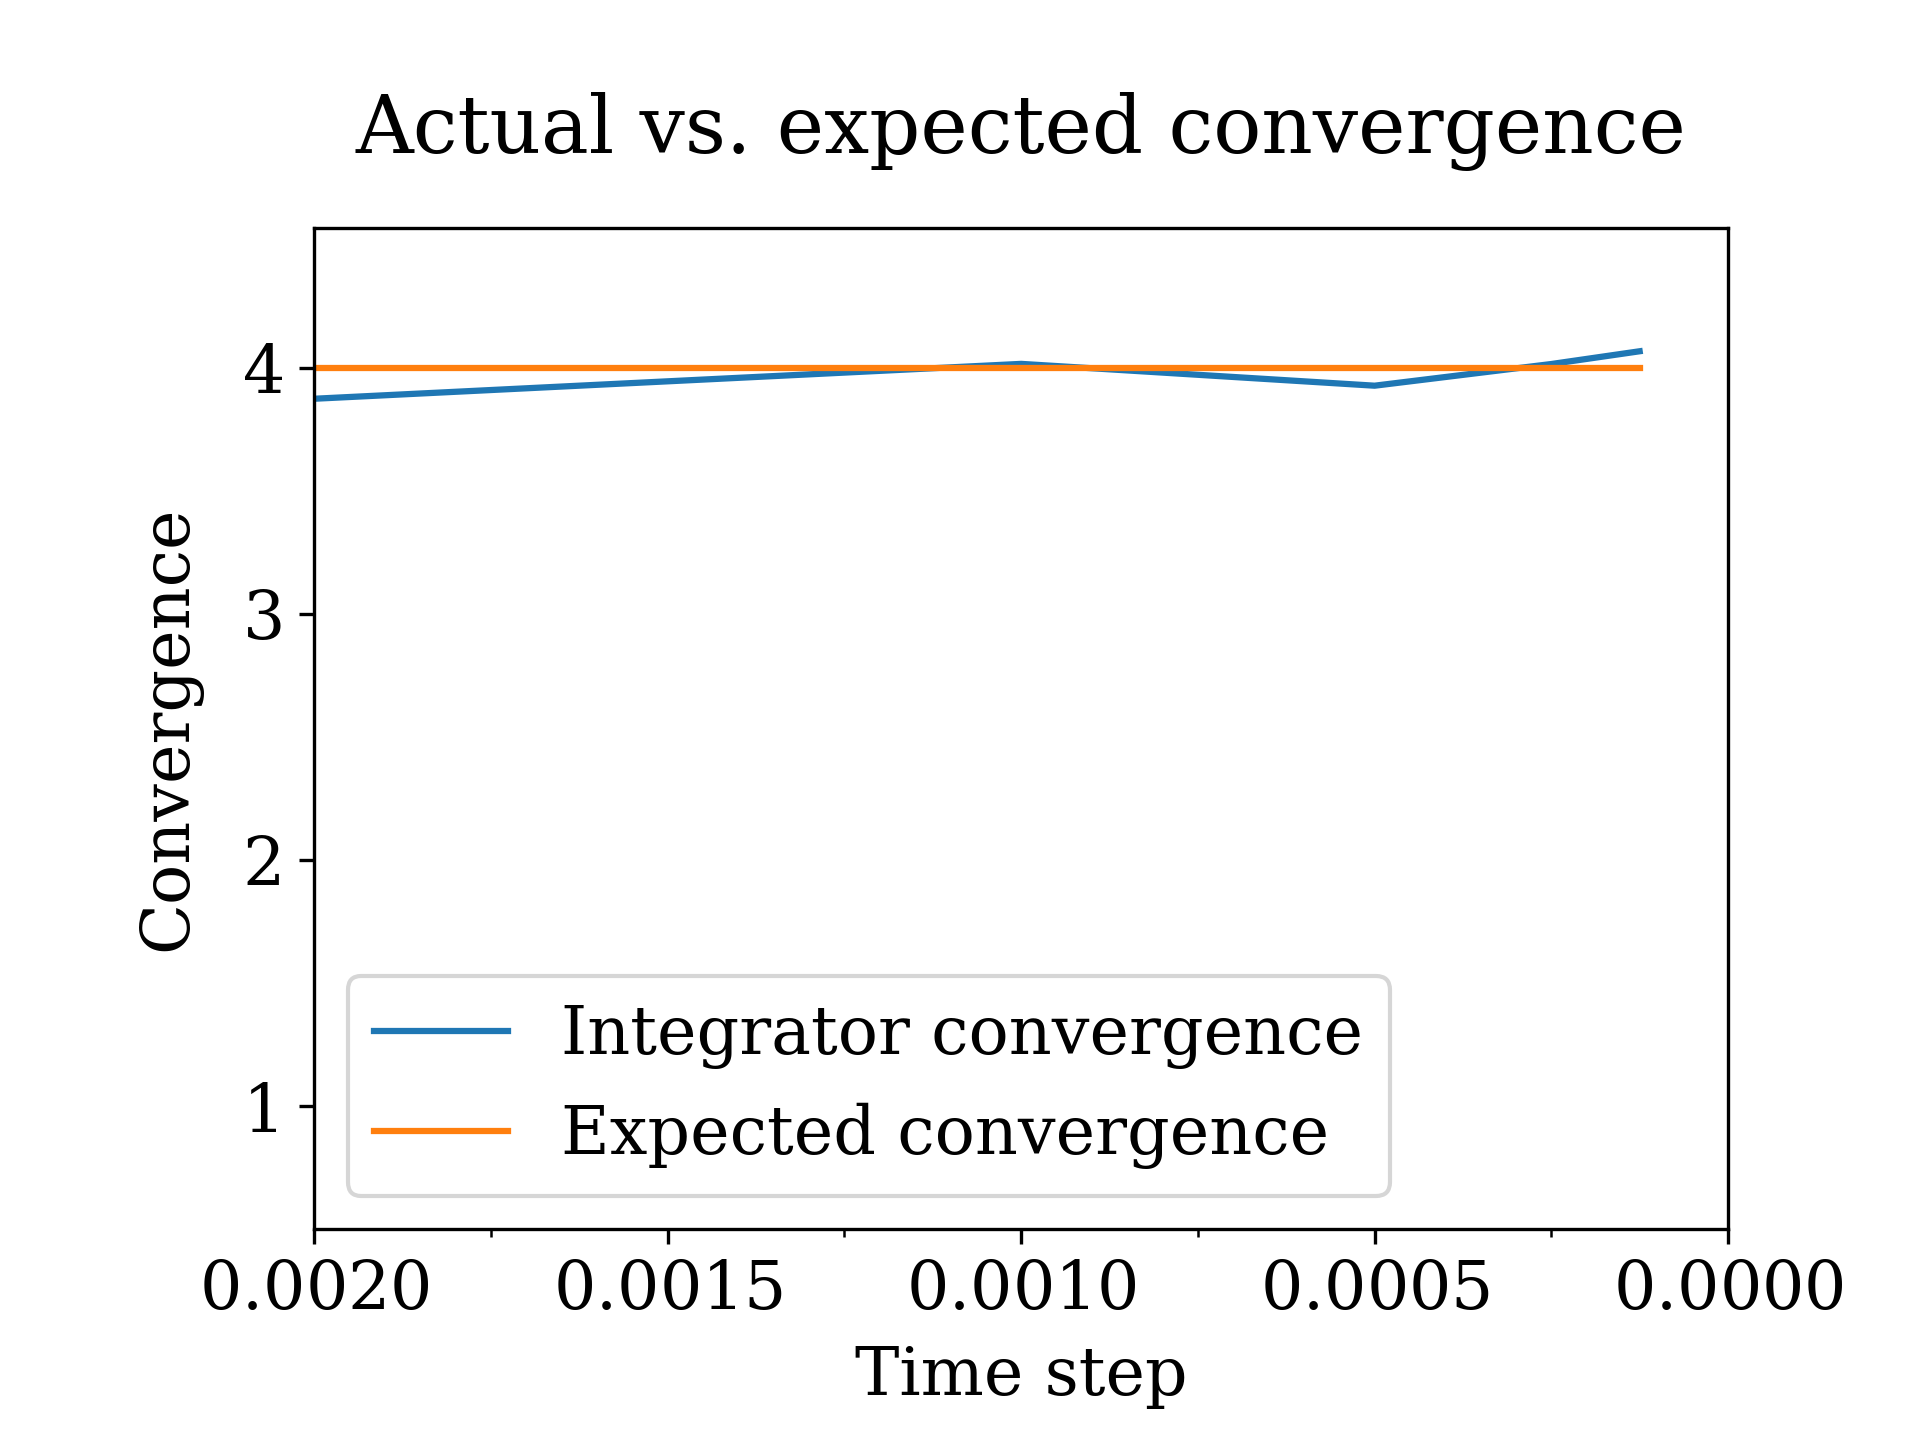 Actual vs. expected convergence
Convergence
4
3
2
1
Integrator convergence
Expected convergence
0.0020 0.0015 0.0010 0.0005 0.0000
Time step